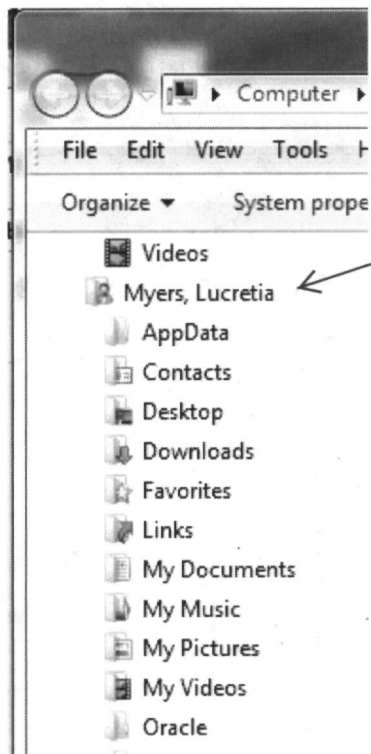 Computer
File Edit View Tools H
Organize System prope
Videos
Myers, Lucretia
AppData
Contacts
Desktop
Downloads
Favorites
Links
My Documents
My Music
My Pictures
My Videos
Oracle